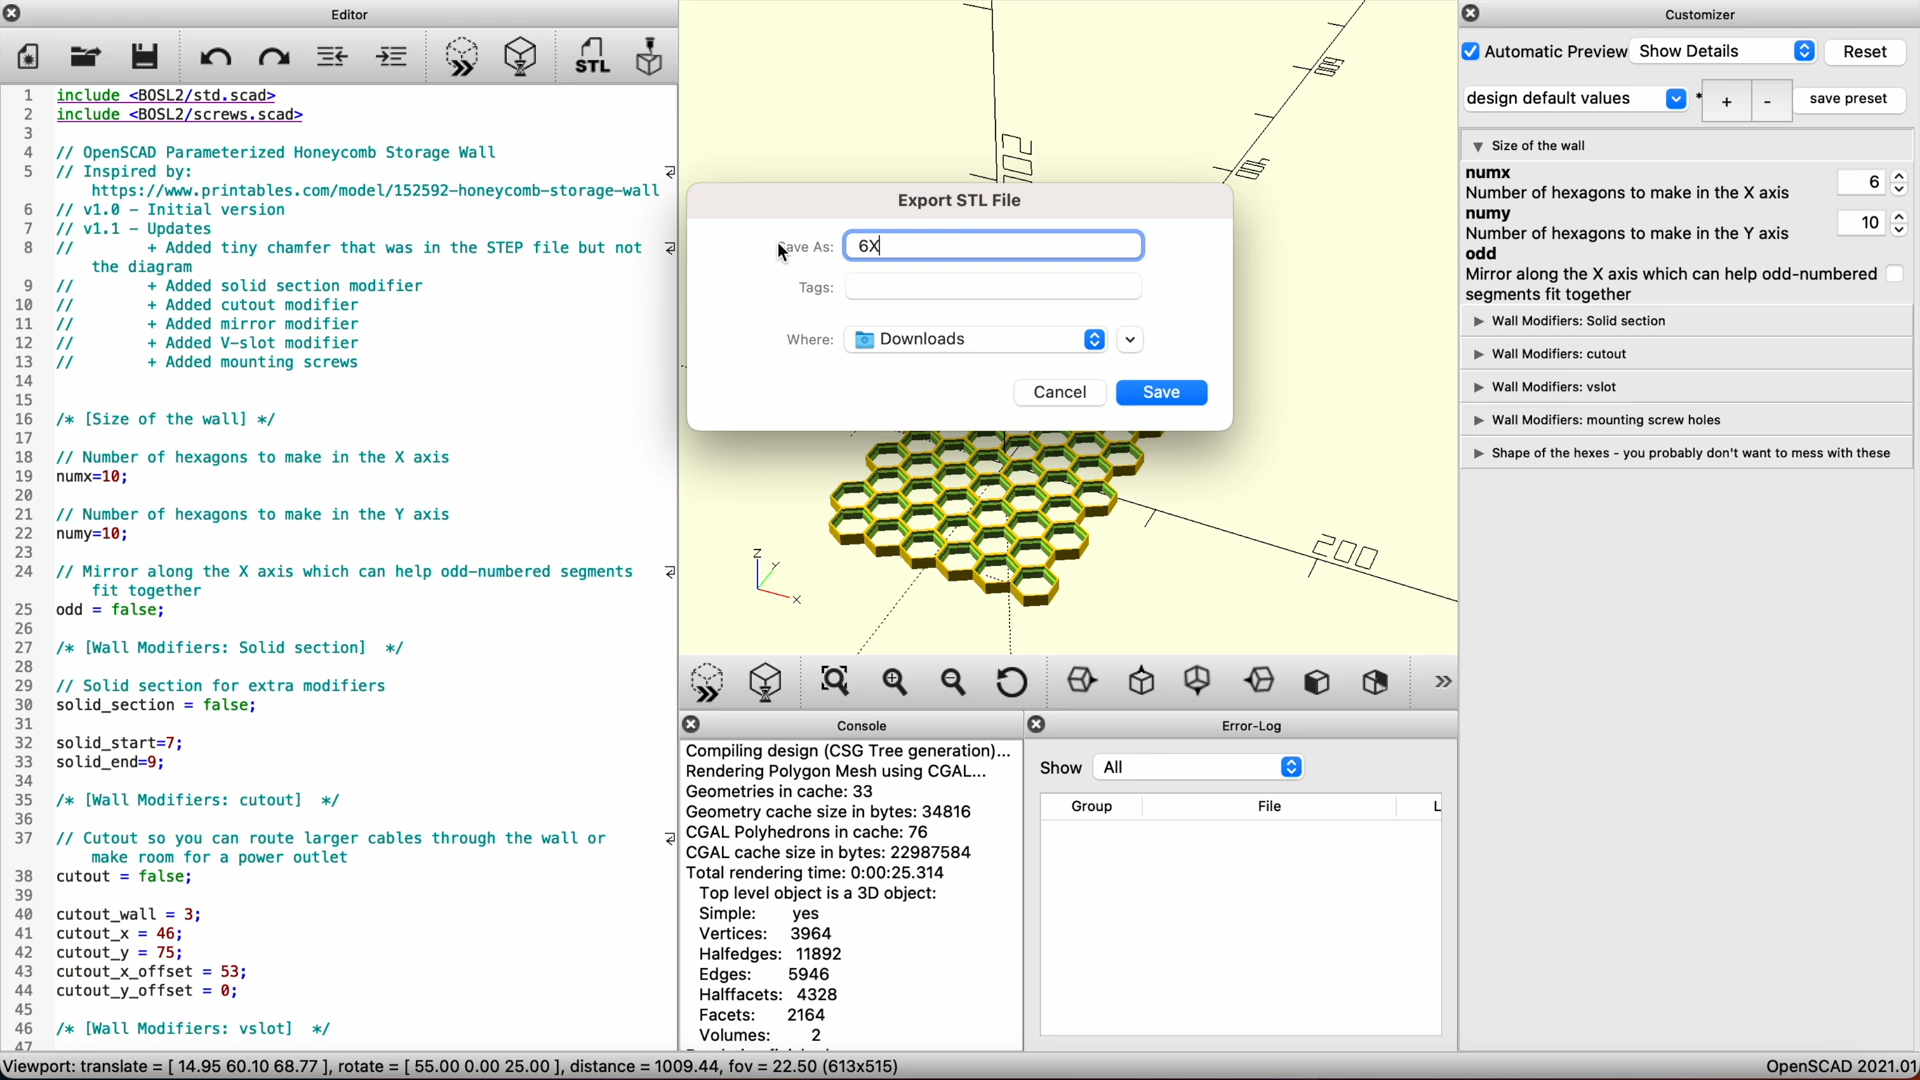 Editor
STL
1 include <BOSL2/std.scad>
2 include <BOSL2/screws.scad>
3
4 // OpenSCAD Parameterized Honeycomb Storage Wall
5 // Inspired by:
https://www.printables.com/model/152592-honeycomb-storage-wall
6 // v1.0 - Initial version
7 // v1.1 - Updates
8 // + Added tiny chamfer that was in the STEP file but not
the diagram
9 // + Added solid section modifier
10 // + Added cutout modifier
11 // + Added mirror modifier
12 // + Added V-slot modifier
13 // + Added mounting screws
14
15
16 /* [Size of the wall] */
17
18 // Number of hexagons to make in the X axis
19 numx=10;
20
21 // Number of hexagons to make in the Y axis
22 numy=10;
23
24 // Mirror along the X axis which can help odd-numbered segments
fit together
25 odd = false;
26
27 /* [Wall Modifiers: Solid section] */
28
29 // Solid section for extra modifiers
30 solid_section = false;
31
32 solid_start=7;
33 solid_end=9;
34
35 /* [Wall Modifiers: cutout] */
36
37 // Cutout so you can route larger cables through the wall or
make room for a power outlet
38 cutout = false;
39
40 cutout_wall = 3;
41 cutout_x = 46;
42 cutout_y = 75;
43 cutout_x_offset = 53;
44 cutout_y_offset = 0;
45
46 /* [Wall Modifiers: vslot] */
47
200
Z
Y
X
Export STL File
Save As: 6X
Tags:
Where: Downloads
Cancel Save
Console
Compiling design (CSG Tree generation)...
Rendering Polygon Mesh using CGAL...
Geometries in cache: 33
Geometry cache size in bytes: 34816
CGAL Polyhedrons in cache: 76
CGAL cache size in bytes: 22987584
Total rendering time: 0:00:25.314
Top level object is a 3D object:
Simple: yes
Vertices: 3964
Halfedges: 11892
Edges: 5946
Halffacets: 4328
Facets: 2164
Volumes: 2
Error-Log
Show All
Group File L
Customizer
Automatic Preview Show Details Reset
design default values * + - save preset
Size of the wall
numx
Number of hexagons to make in the X axis 6
numy
Number of hexagons to make in the Y axis 10
odd
Mirror along the X axis which can help odd-numbered
segments fit together
Wall Modifiers: Solid section
Wall Modifiers: cutout
Wall Modifiers: vslot
Wall Modifiers: mounting screw holes
Shape of the hexes - you probably don't want to mess with these
Viewport: translate = [ 14.95 60.10 68.77 ], rotate = [ 55.00 0.00 25.00 ], distance = 1009.44, fov = 22.50 (613x515)
OpenSCAD 2021.01